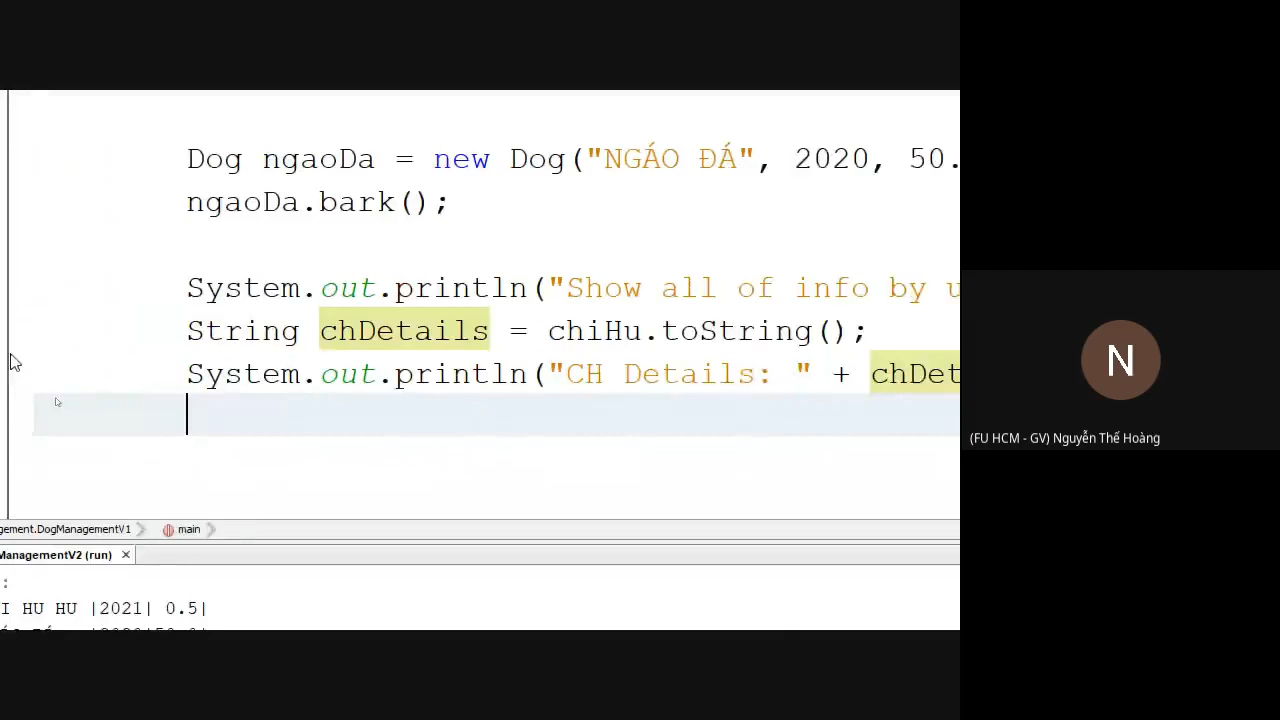 Dog ngaoDa = new Dog("NGÁO ĐÁ", 2020, 50.
ngaoDa.bark();
System.out.println("Show all of info by u
String chDetails = chiHu.toString();
System.out.println("CH Details: " + chDet
gement.DogManagementV1
main
ManagementV2 (run)
:
I HU HU |2021| 0.5|
N
(FU HCM - GV) Nguyễn Thế Hoàng